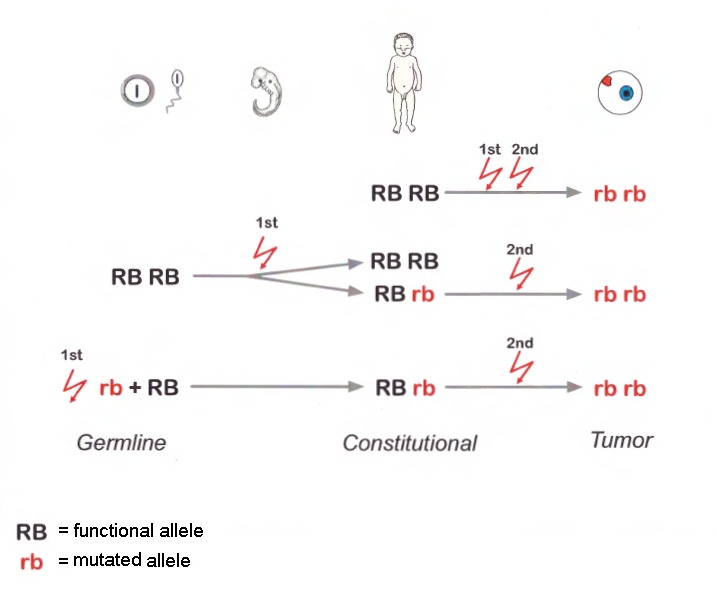 1st 2nd
RB RB rb rb
1st
RB RB
2nd
RB RB
RB rb rb rb
1st
2nd
rb + RB RB rb rb rb
Germline Constitutional Tumor
RB = functional allele
rb = mutated allele